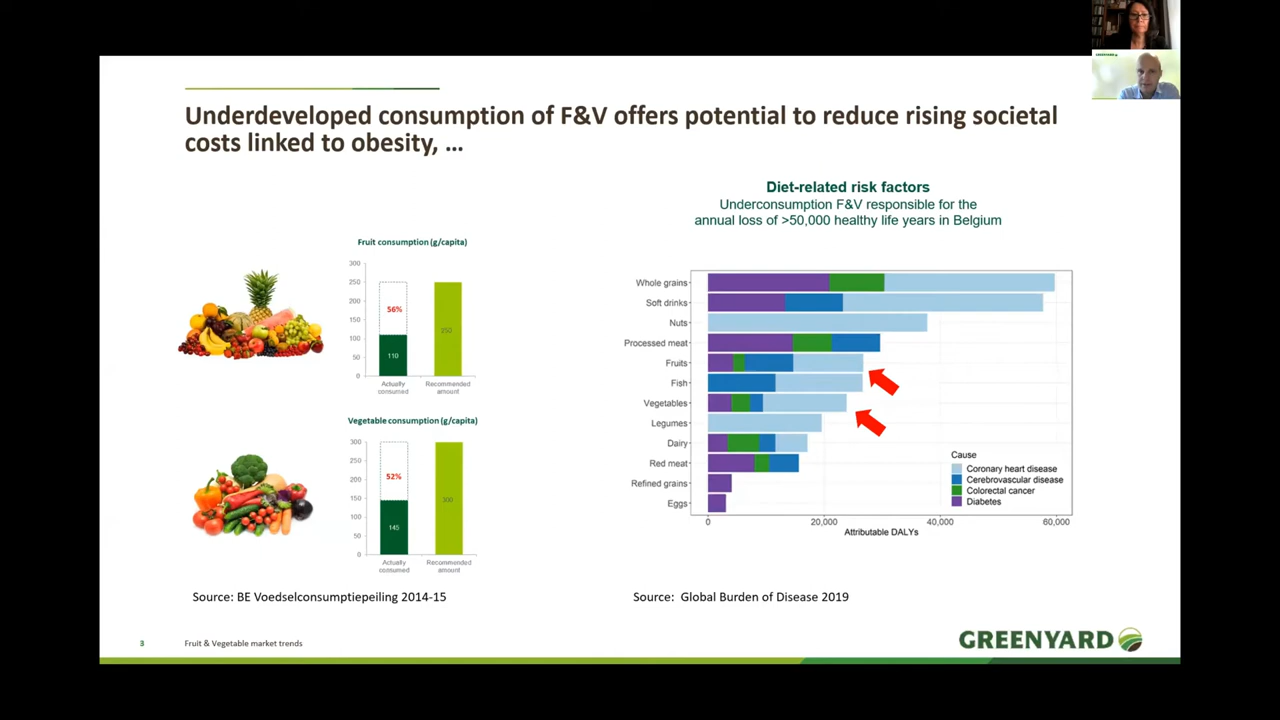 Underdeveloped consumption of F&V offers potential to reduce rising societal
costs linked to obesity, ...
Diet-related risk factors
Underconsumption F&V responsible for the
annual loss of >50,000 healthy life years in Belgium
Fruit consumption (g/capita)
300
250
200
150
100
50
0
56%
110
250
Actually
consumed
Recommended
amount
Vegetable consumption (g/capita)
300
250
200
150
100
50
0
52%
145
300
Actually
consumed
Recommended
amount
Source: BE Voedselconsumptiepeiling 2014-15
Whole grains
Soft drinks
Nuts
Processed meat
Fruits
Fish
Vegetables
Legumes
Dairy
Red meat
Refined grains
Eggs
0
20,000
40,000
60,000
Attributable DALYs
Cause
Coronary heart disease
Cerebrovascular disease
Colorectal cancer
Diabetes
Source: Global Burden of Disease 2019
3
Fruit & Vegetable market trends
GREENYARD